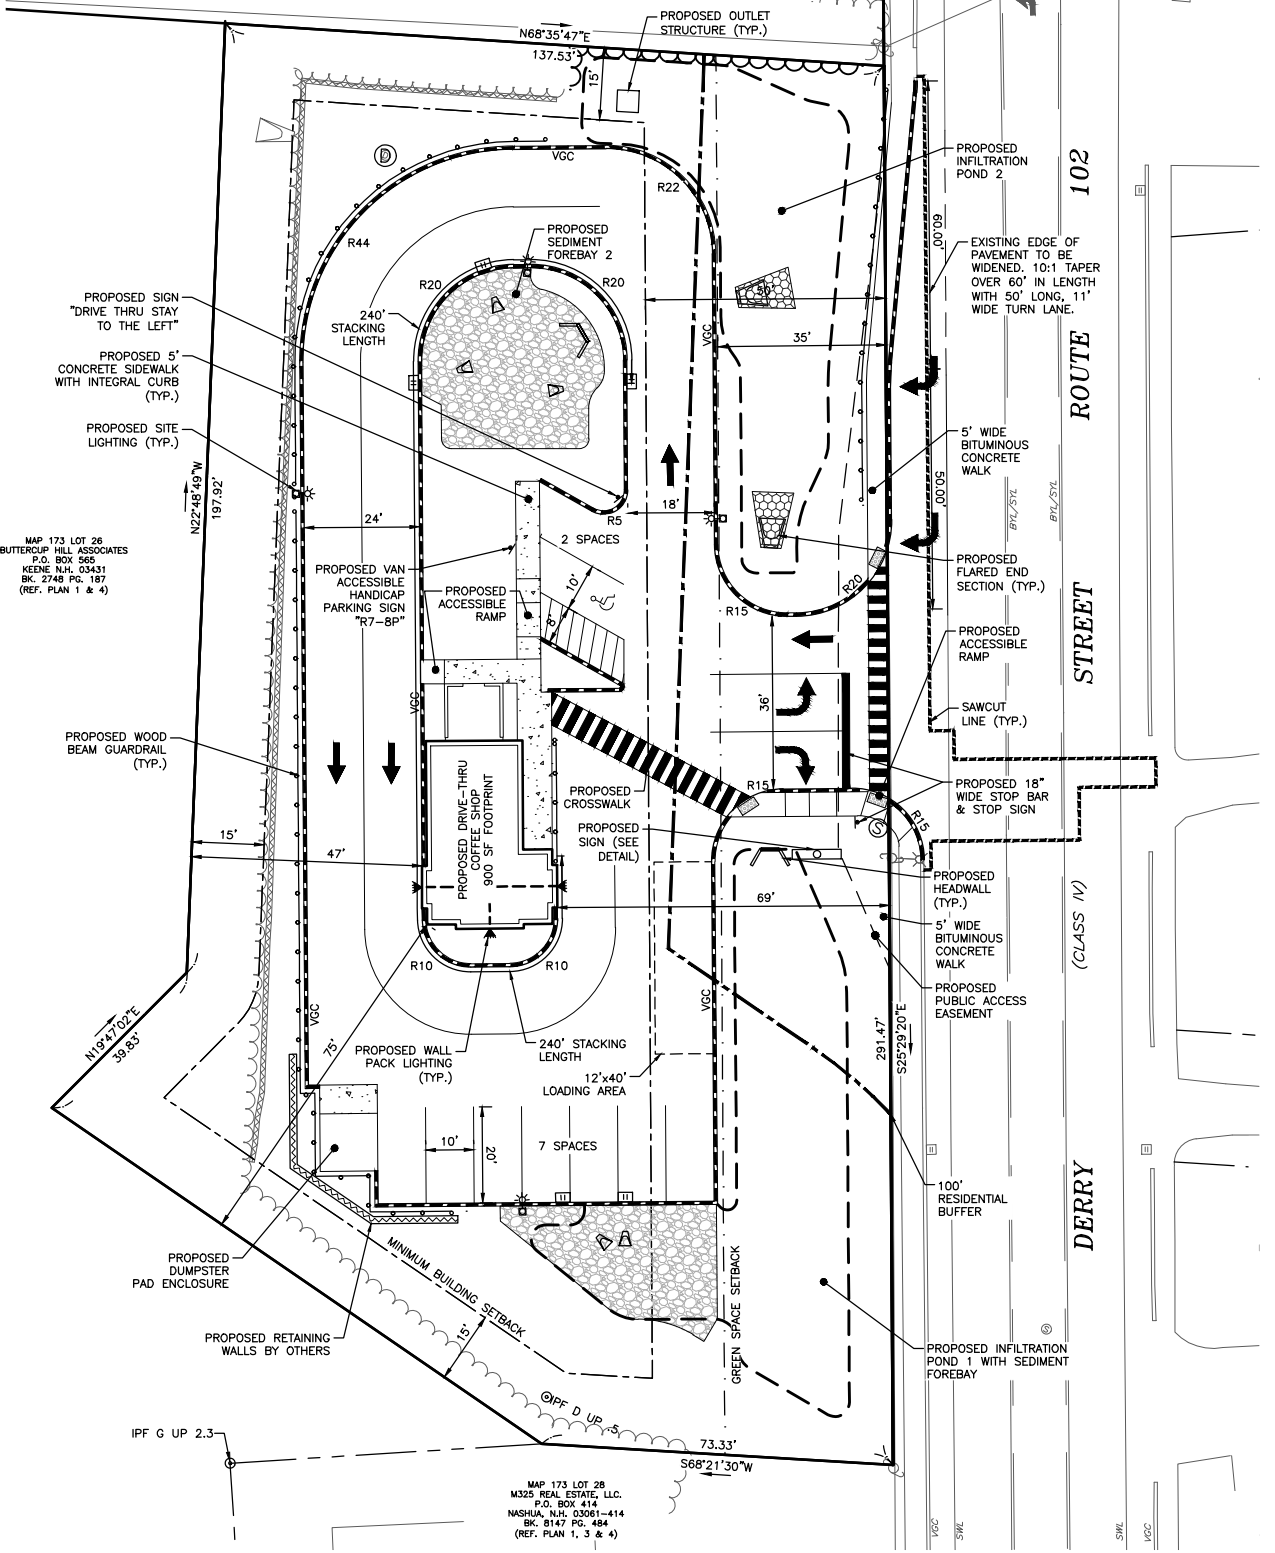 PROPOSED OUTLET
STRUCTURE (TYP.)
N68°35'47"E
137.53'
15'
VGC
R22
R44
PROPOSED
INFILTRATION
POND 2
ROUTE 102
60.00'
EXISTING EDGE OF
PAVEMENT TO BE
WIDENED. 10:1 TAPER
OVER 60' IN LENGTH
WITH 50' LONG, 11'
WIDE TURN LANE.
PROPOSED
SEDIMENT
FOREBAY 2
R20
R20
PROPOSED SIGN
"DRIVE THRU STAY
TO THE LEFT"
240'
STACKING
LENGTH
50'
VGC
35'
PROPOSED 5'
CONCRETE SIDEWALK
WITH INTEGRAL CURB
(TYP.)
PROPOSED SITE
LIGHTING (TYP.)
5' WIDE
BITUMINOUS
CONCRETE
WALK
N22°48'49"W
197.92'
50.00'
BYL/SYL
BYL/SYL
24'
R5
18'
2 SPACES
MAP 173 LOT 26
BUTTERCUP HILL ASSOCIATES
P.O. BOX 565
KEENE N.H. 03431
BK. 2748 PG. 187
(REF. PLAN 1 & 4)
PROPOSED VAN
ACCESSIBLE
HANDICAP
PARKING SIGN
"R7-8P"
PROPOSED
ACCESSIBLE
RAMP
10'
8'
R15
R20
PROPOSED
FLARED END
SECTION (TYP.)
PROPOSED
ACCESSIBLE
RAMP
STREET
36'
VGC
SAWCUT
LINE (TYP.)
PROPOSED WOOD
BEAM GUARDRAIL
(TYP.)
PROPOSED DRIVE-THRU
COFFEE SHOP
900 SF FOOTPRINT
PROPOSED
CROSSWALK
R15
PROPOSED 18"
WIDE STOP BAR
& STOP SIGN
R15
S
PROPOSED
SIGN (SEE
DETAIL)
15'
47'
69'
PROPOSED
HEADWALL
(TYP.)
5' WIDE
BITUMINOUS
CONCRETE
WALK
(CLASS IV)
R10
R10
PROPOSED
PUBLIC ACCESS
EASEMENT
VGC
VGC
N19°47'02"E
39.83'
75'
PROPOSED WALL
PACK LIGHTING
(TYP.)
240' STACKING
LENGTH
291.47'
S25°29'20"E
12'x40'
LOADING AREA
10'
20'
7 SPACES
100'
RESIDENTIAL
BUFFER
DERRY
PROPOSED
DUMPSTER
PAD ENCLOSURE
MINIMUM BUILDING SETBACK
15'
GREEN SPACE SETBACK
PROPOSED RETAINING
WALLS BY OTHERS
S
PROPOSED INFILTRATION
POND 1 WITH SEDIMENT
FOREBAY
IPF D UP .5
IPF G UP 2.3
73.33'
S68°21'30"W
MAP 173 LOT 28
M325 REAL ESTATE, LLC.
P.O. BOX 414
NASHUA, N.H. 03061-414
BK. 8147 PG. 484
(REF. PLAN 1, 3 & 4)
VGC
SWL
SWL
VGC